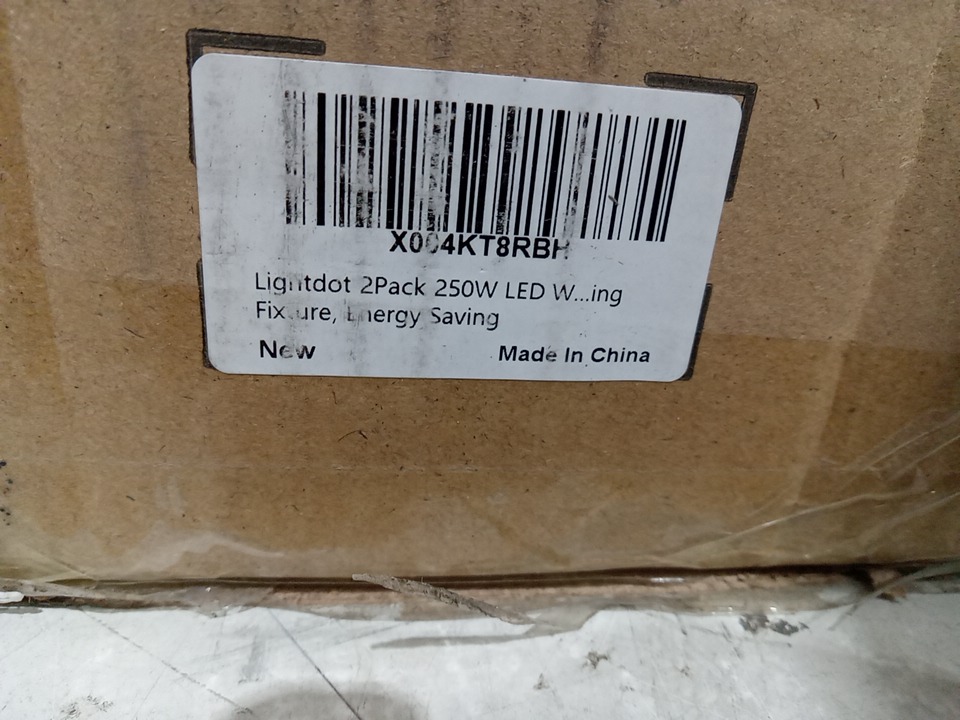 X004KT8RBH
Lightdot 2Pack 250W LED W...ing
Fixture, Energy Saving
New
Made In China